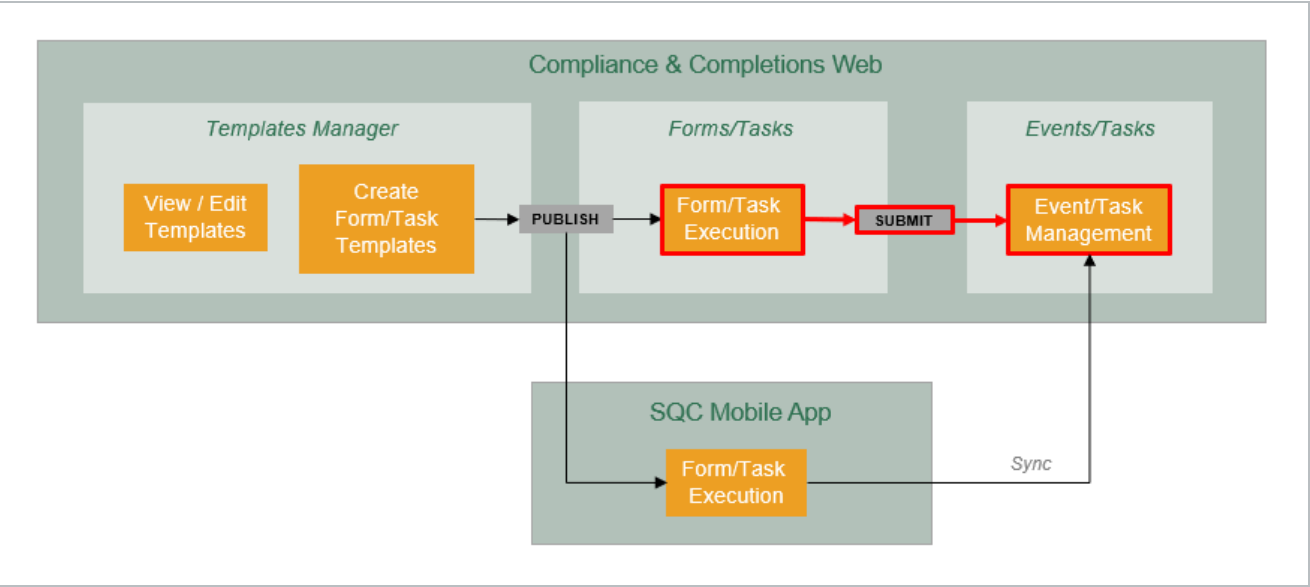 Compliance & Completions Web
Templates Manager
View / Edit
Templates
Create
Form/Task
Templates
PUBLISH
Forms/Tasks
Form/Task
Execution
SUBMIT
Events/Tasks
Event/Task
Management
SQC Mobile App
Form/Task
Execution
Sync